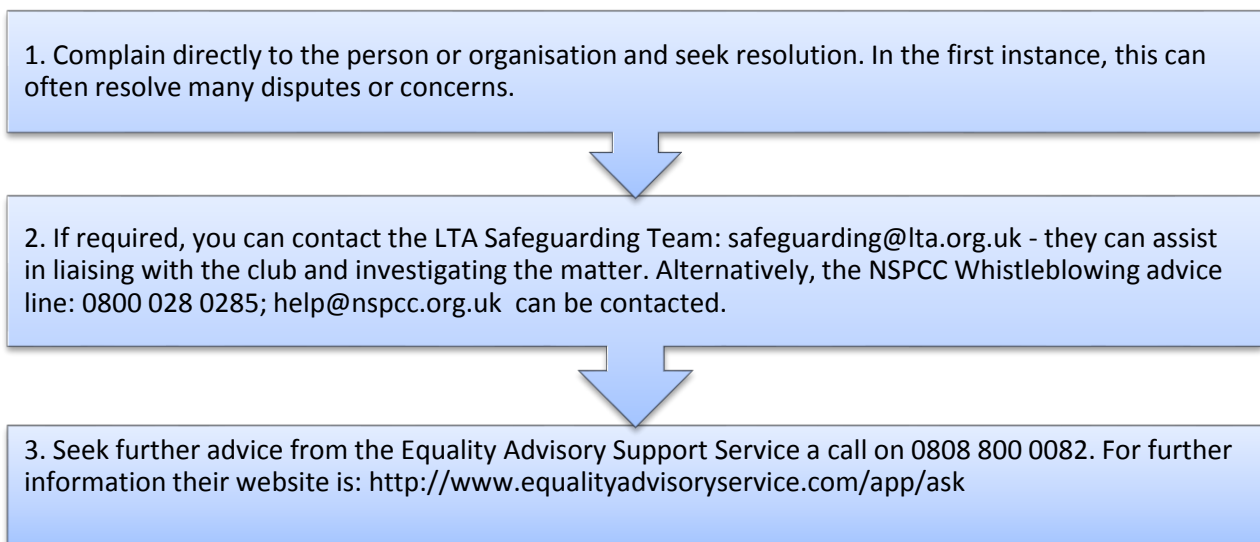 1. Complain directly to the person or organisation and seek resolution. In the first instance, this can
often resolve many disputes or concerns.
2. If required, you can contact the LTA Safeguarding Team: safeguarding@lta.org.uk - they can assist
in liaising with the club and investigating the matter. Alternatively, the NSPCC Whistleblowing advice
line: 0800 028 0285; help@nspcc.org.uk  can be contacted.
3. Seek further advice from the Equality Advisory Support Service a call on 0808 800 0082. For further
information their website is: http://www.equalityadvisoryservice.com/app/ask